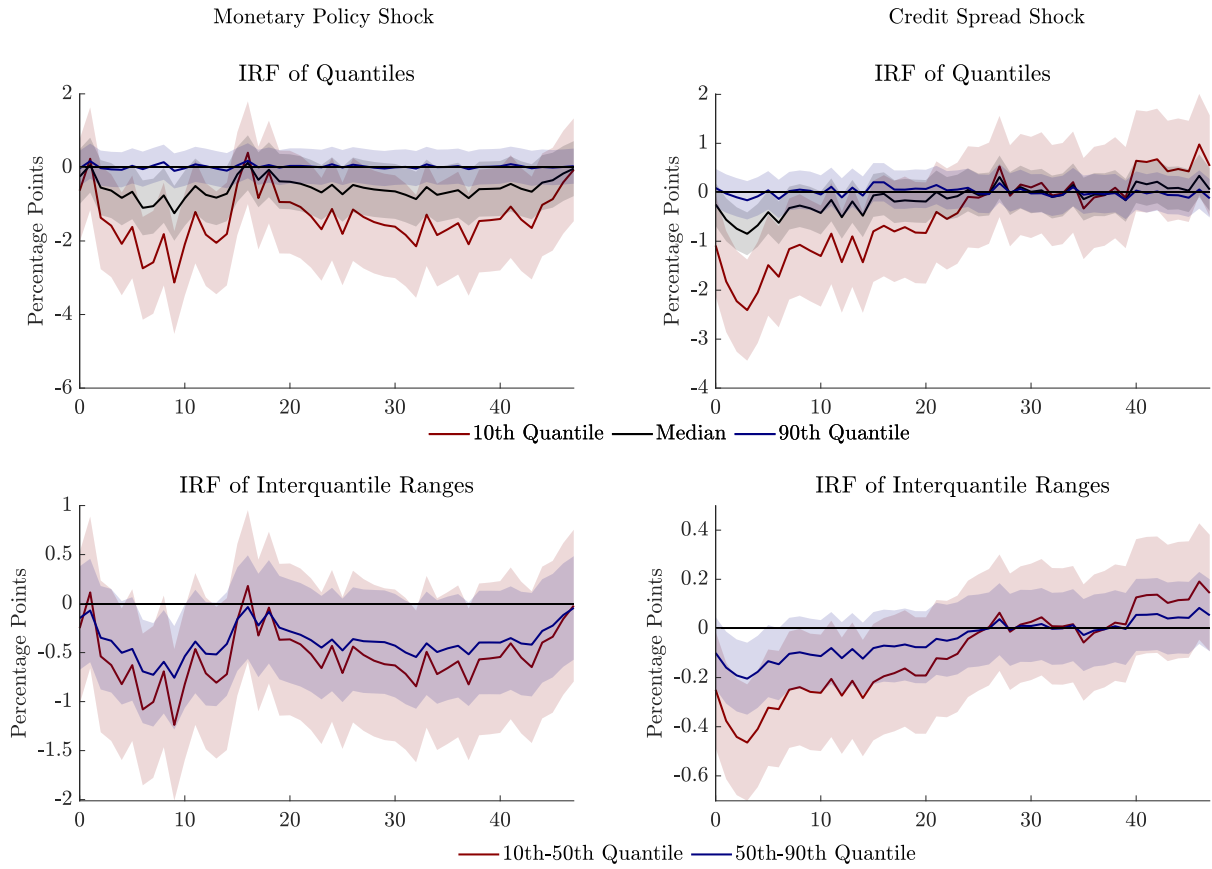 Monetary Policy Shock
Credit Spread Shock
IRF of Quantiles
Percentage Points
2
0
-2
-4
-6
0 10 20 30 40
IRF of Quantiles
Percentage Points
2
1
0
-1
-2
-3
-4
0 10 20 30 40
10th Quantile Median 90th Quantile
IRF of Interquantile Ranges
Percentage Points
1
0.5
0
-0.5
-1
-1.5
-2
0 10 20 30 40
IRF of Interquantile Ranges
Percentage Points
0.4
0.2
0
-0.2
-0.4
-0.6
0 10 20 30 40
10th-50th Quantile 50th-90th Quantile